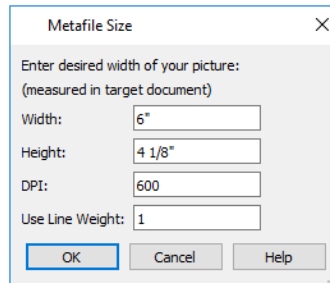 Metafile Size
Enter desired width of your picture:
(measured in target document)
Width: 6"
Height: 4 1/8"
DPI: 600
Use Line Weight: 1
OK Cancel Help